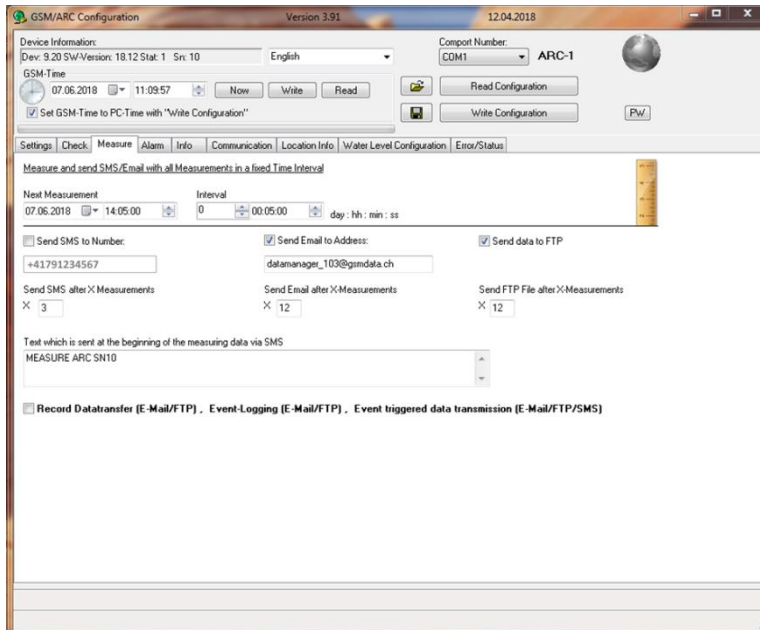 GSM/ARC Configuration Version 3.91 12.04.2018
Device Information: Comport Number:
Dev: 9.20 SW-Version: 18.12 Stat: 1 Sn: 10 English COM1 ARC-1
GSM-Time
07.06.2018 11:09:57 Now Write Read Read Configuration
Set GSM-Time to PC-Time with "Write Configuration" Write Configuration PW
Settings Check Measure Alarm Info Communication Location Info Water Level Configuration Error/Status
Measure and send SMS/Email with all Measurements in a fixed Time Interval
Next Measurement Interval
07.06.2018 14:05:00 0 00:05:00 day : hh : min : ss
Send SMS to Number: Send Email to Address: Send data to FTP
+41791234567 datamanager_103@gsmdata.ch
Send SMS after X Measurements Send Email after X-Measurements Send FTP File after X-Measurements
X 3 X 12 X 12
Text which is sent at the beginning of the measuring data via SMS
MEASURE ARC SN10
Record Datatransfer (E-Mail/FTP) , Event-Logging (E-Mail/FTP) , Event triggered data transmission (E-Mail/FTP/SMS)